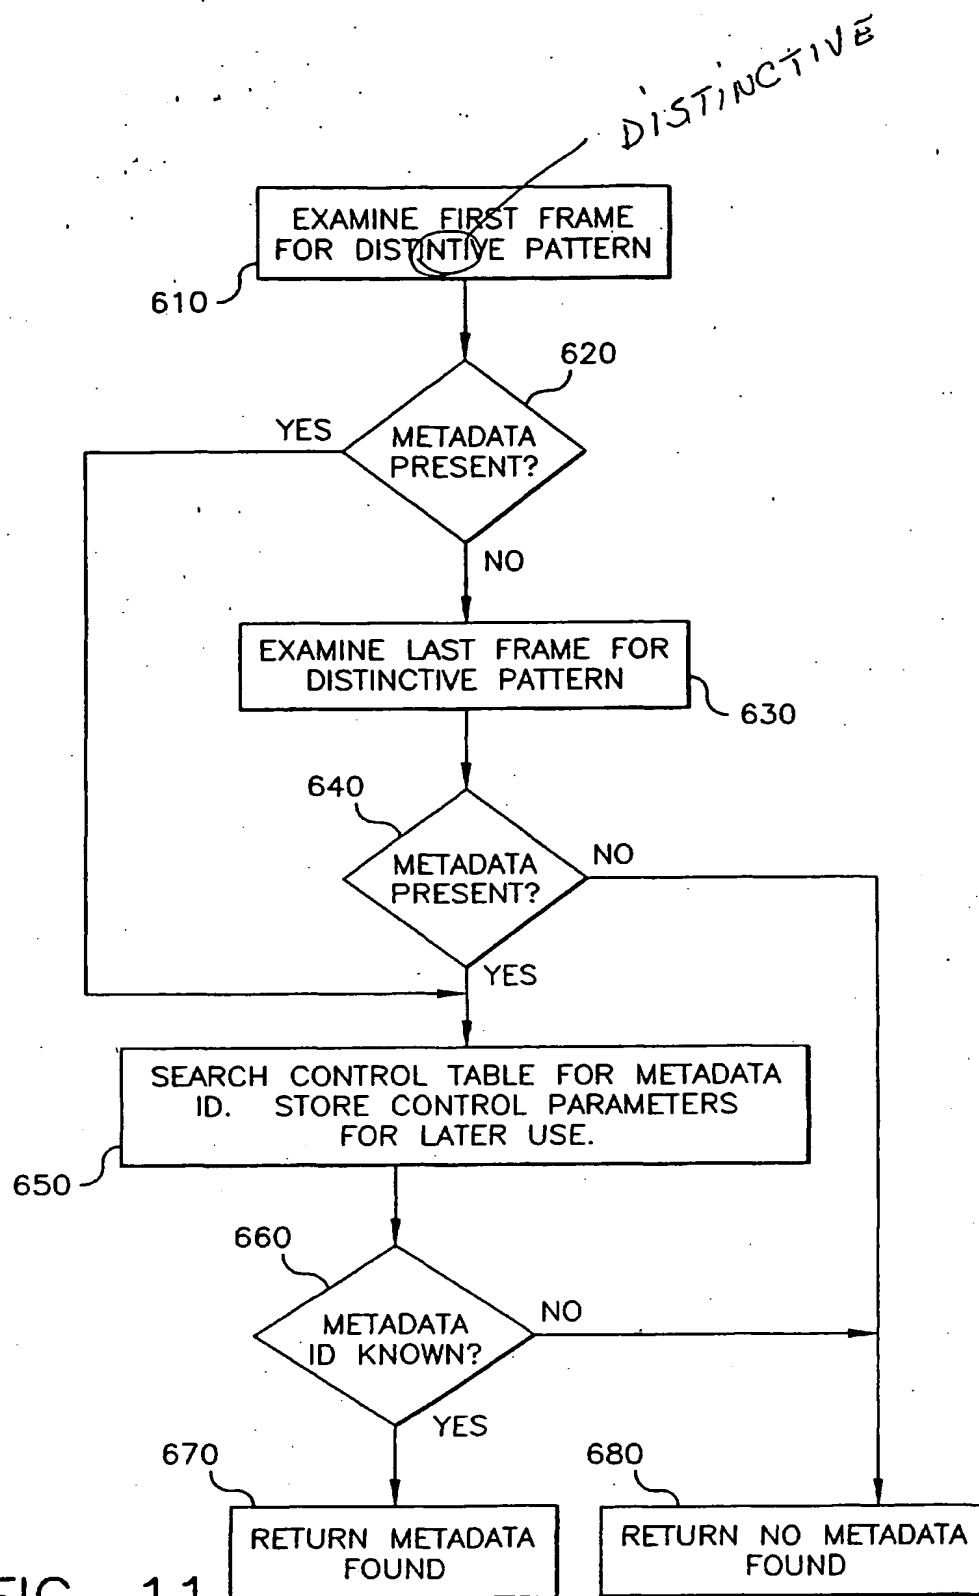 DISTINCTIVE
EXAMINE FIRST FRAME
FOR DISTINTIVE PATTERN
610
620
YES
METADATA
PRESENT?
NO
EXAMINE LAST FRAME FOR
DISTINCTIVE PATTERN
630
640
METADATA
PRESENT?
NO
YES
SEARCH CONTROL TABLE FOR METADATA
ID. STORE CONTROL PARAMETERS
FOR LATER USE.
650
660
METADATA
ID KNOWN?
NO
YES
670
680
RETURN METADATA
FOUND
RETURN NO METADATA
FOUND
FIG. 11